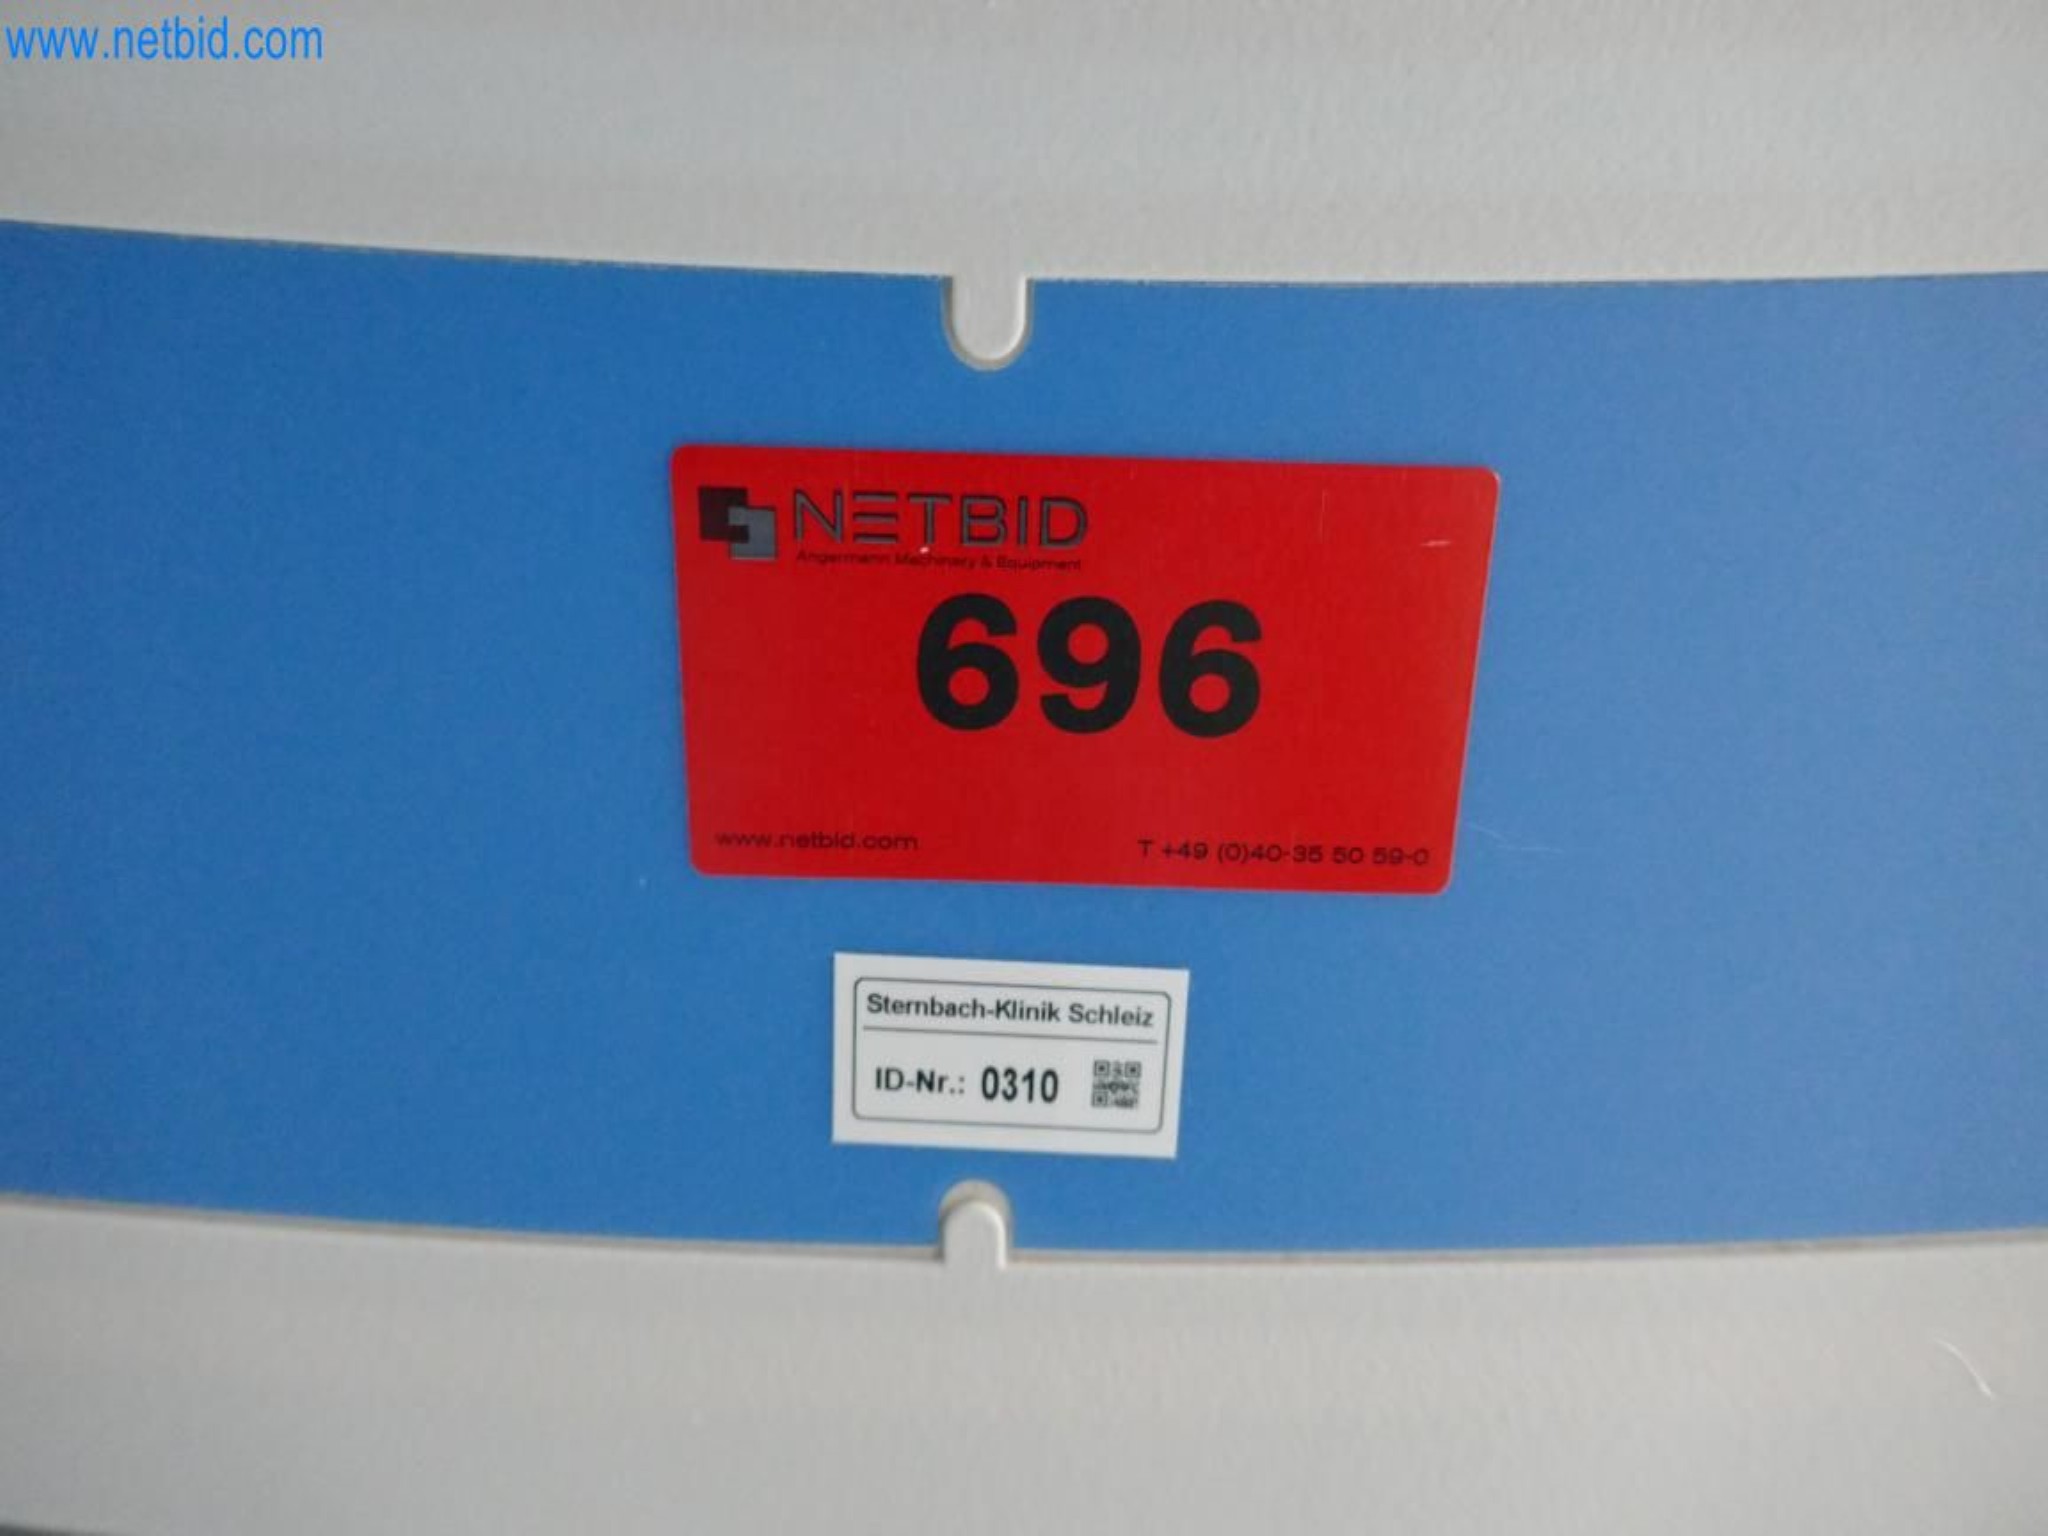 www.netbid.com
NETBID
Angermann Machinery & Equipment
696
www.netbid.com T +49 (0)40-35 50 59-0
Sternbach-Klinik Schleiz
ID-Nr.: 0310